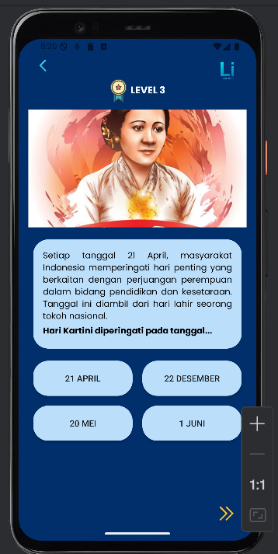 5:20
Li
LEVEL 3
Setiap tanggal 21 April, masyarakat
Indonesia memperingati hari penting yang
berkaitan dengan perjuangan perempuan
dalam bidang pendidikan dan kesetaraan.
Tanggal ini diambil dari hari lahir seorang
tokoh nasional.
Hari Kartini diperingati pada tanggal...
21 APRIL
22 DESEMBER
20 MEI
1 JUNI
1:1